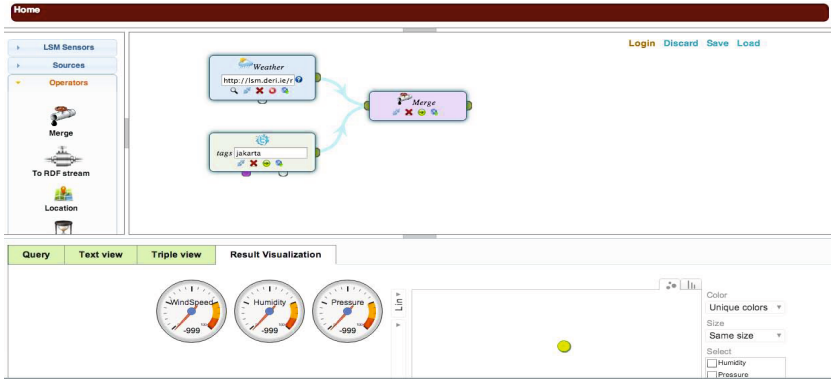 Home
LSM Sensors
Sources
Operators
Merge
To RDF stream
Location
Login Discard Save Load
Weather
http://lsm.deri.ie/r
tags jakarta
Merge
Query Text view Triple view Result Visualization
WindSpeed
-999
Humidity
-999
Pressure
-999
Lin
Color
Unique colors
Size
Same size
Select
Humidity
Pressure